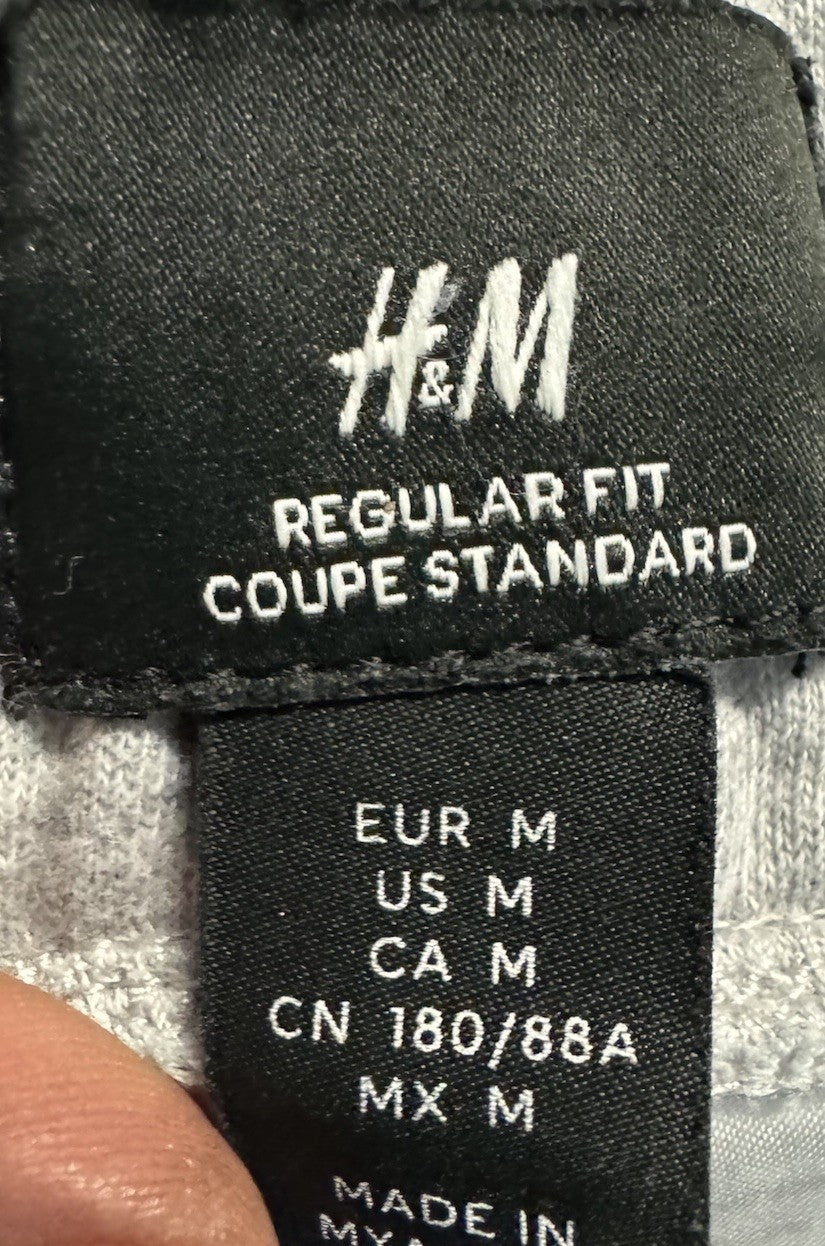 H&M
REGULAR FIT
COUPE STANDARD
EUR M
US M
CA M
CN 180/88A
MX M
MADE IN